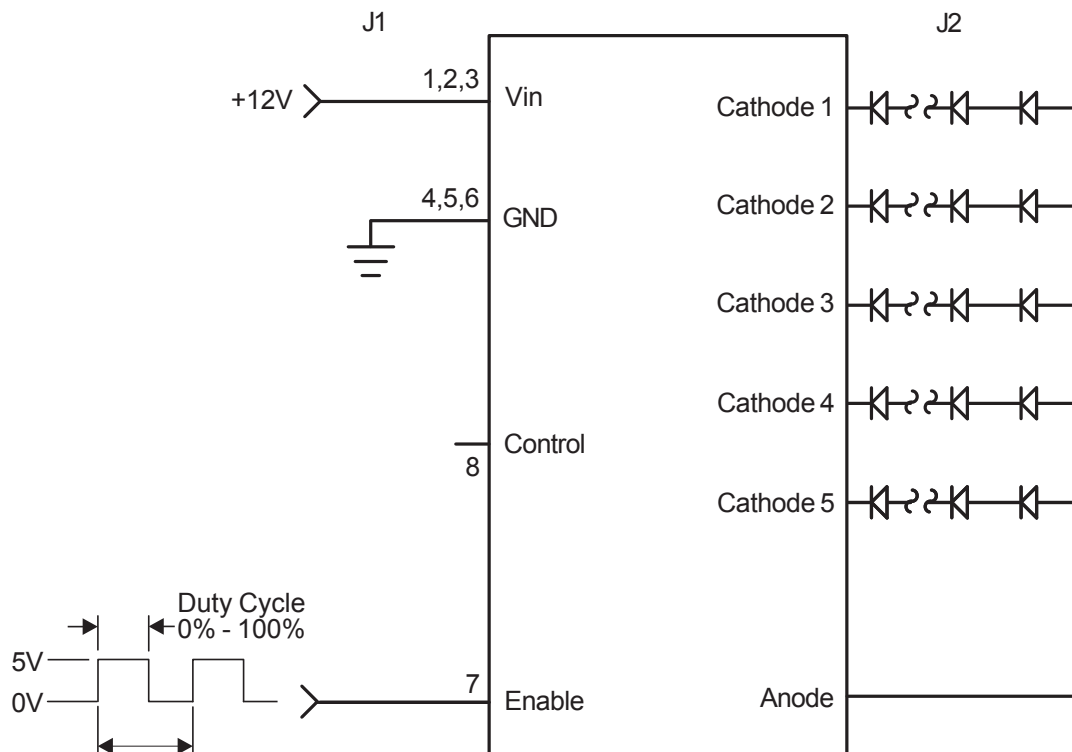 J1
J2
+12V
1,2,3
Vin
4,5,6
GND
Control
8
Duty Cycle
0% - 100%
5V
0V
7
Enable
Cathode 1
Cathode 2
Cathode 3
Cathode 4
Cathode 5
Anode